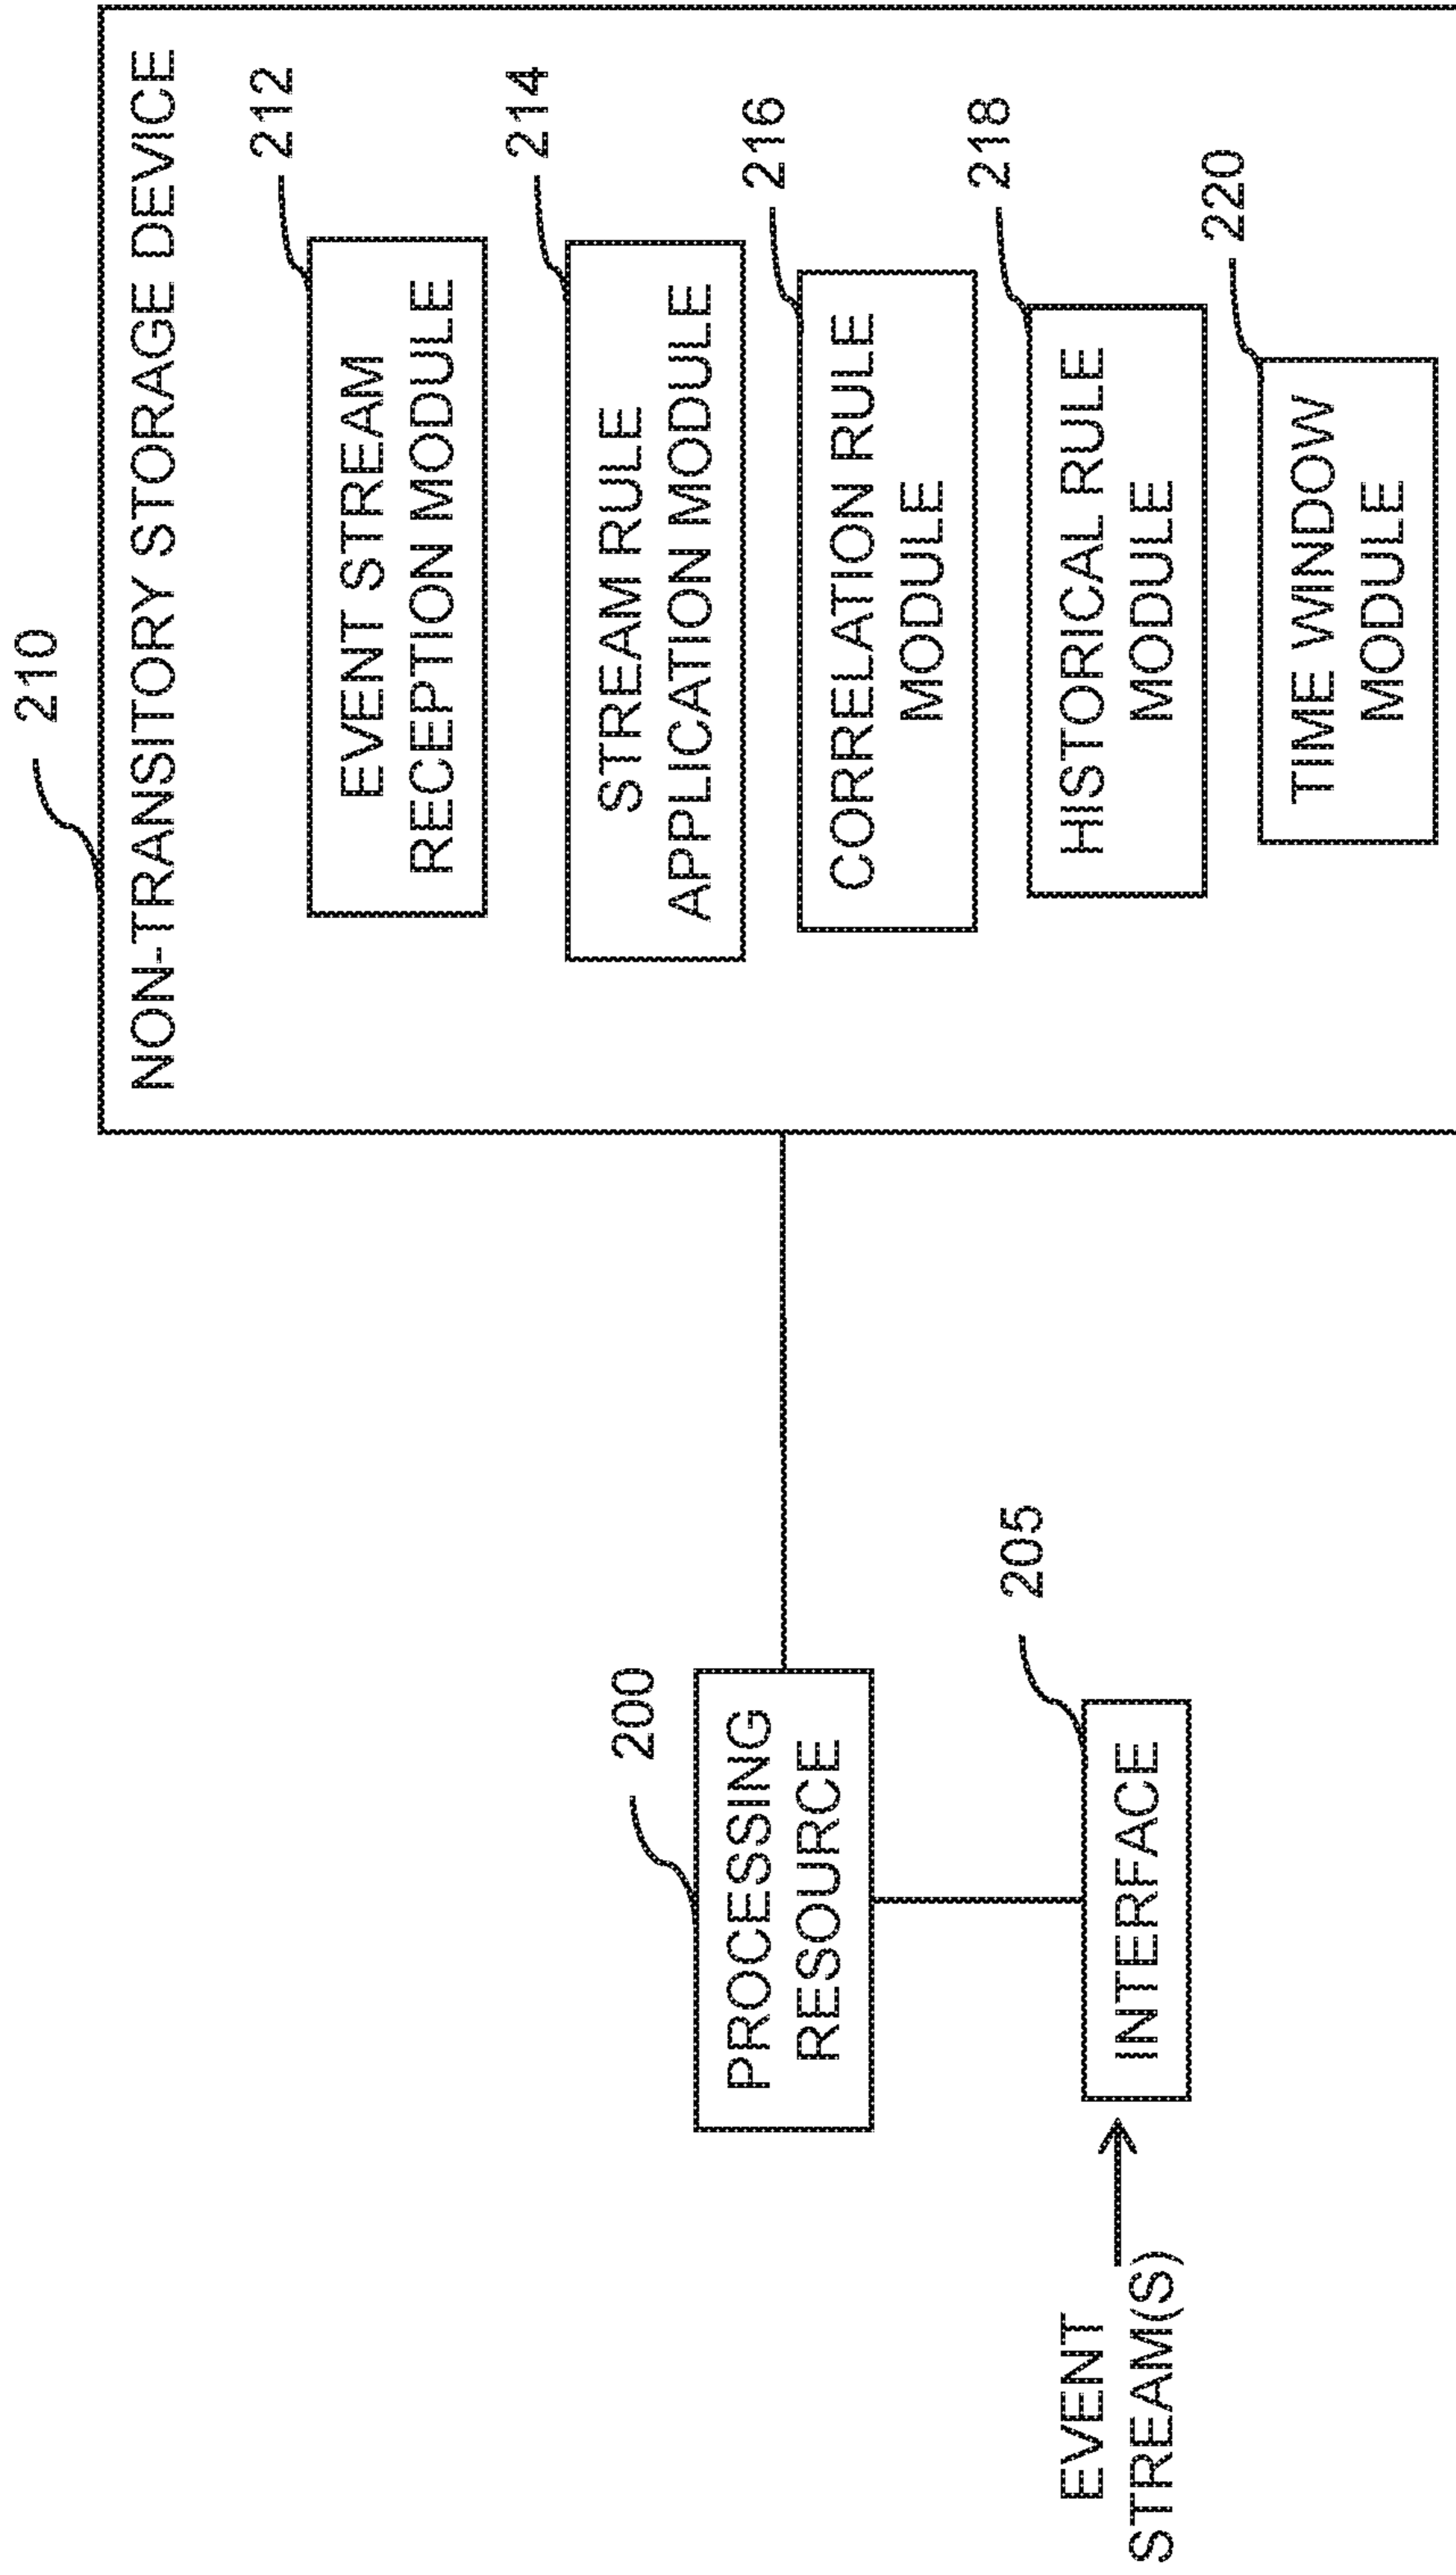 210
NON-TRANSITORY STORAGE DEVICE
212
EVENT STREAM
RECEPTION MODULE
214
STREAM RULE
APPLICATION MODULE
216
CORRELATION RULE
MODULE
218
HISTORICAL RULE
MODULE
220
TIME WINDOW
MODULE
200
PROCESSING
RESOURCE
205
INTERFACE
EVENT
STREAM(S)